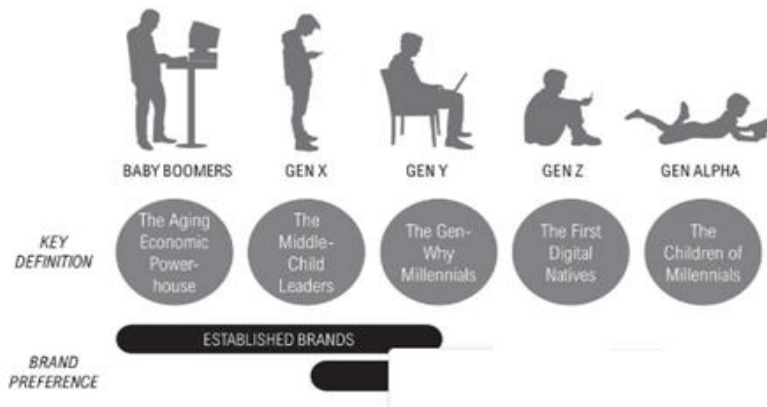 BABY BOOMERS GEN X GEN Y GEN Z GEN ALPHA
KEY
DEFINITION
The Aging
Economic
Power-
house
The
Middle-
Child
Leaders
The Gen-
Why
Millennials
The First
Digital
Natives
The
Children of
Millennials
BRAND
PREFERENCE
ESTABLISHED BRANDS